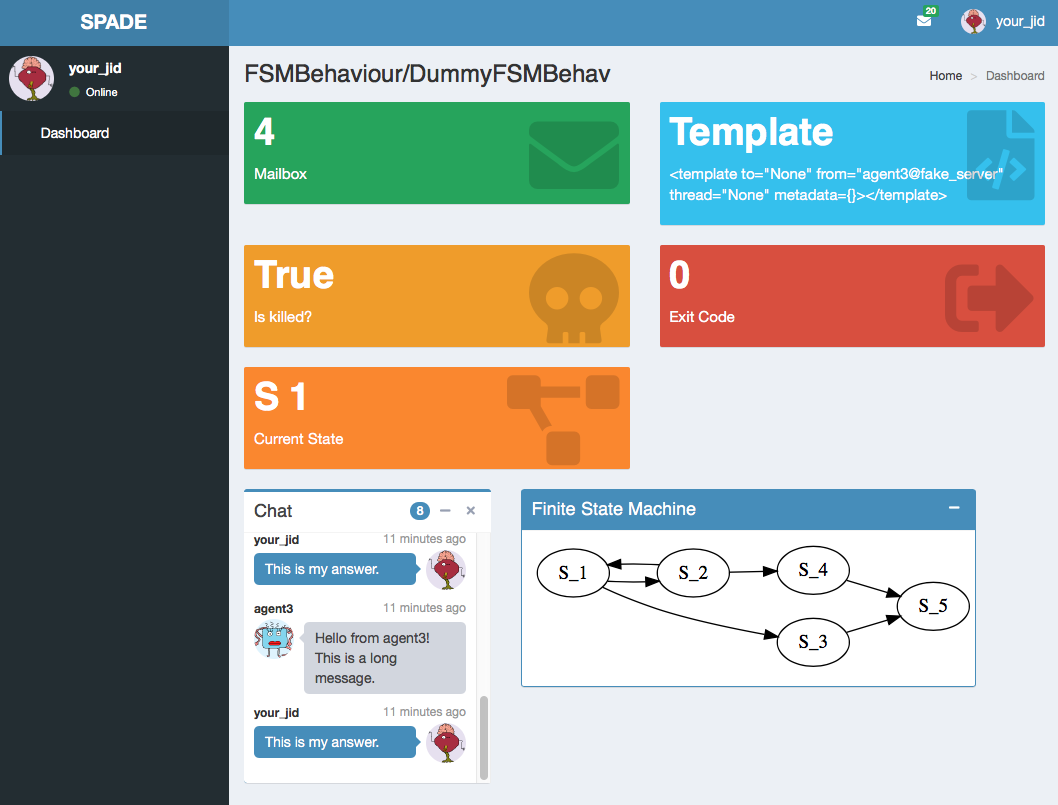 SPADE
20
your_jid
your_jid
Online
Dashboard
FSMBehaviour/DummyFSMBehav
Home > Dashboard
4
Mailbox
Template
<template to="None" from="agent3@fake_server"
thread="None" metadata={}></template>
True
Is killed?
0
Exit Code
S 1
Current State
Chat
8
your_jid 11 minutes ago
This is my answer.
agent3 11 minutes ago
Hello from agent3!
This is a long
message.
your_jid 11 minutes ago
This is my answer.
Finite State Machine
S_1
S_2
S_4
S_5
S_3